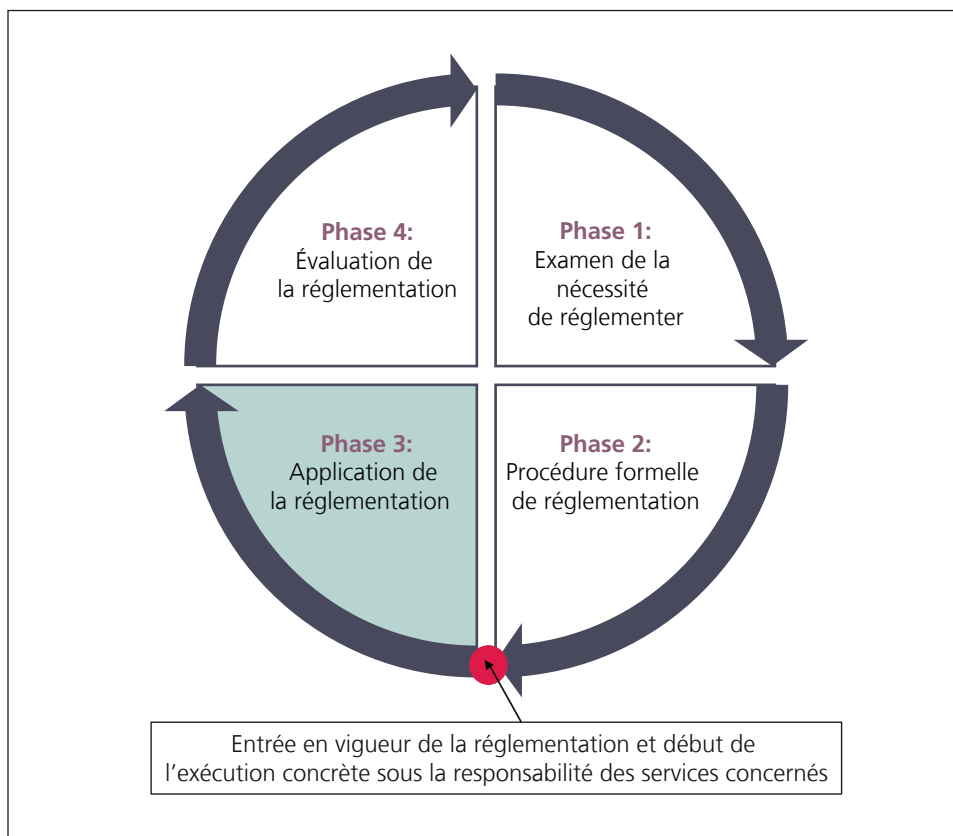 Phase 4:
Évaluation de
la réglementation
Phase 1:
Examen de la
nécessité
de réglementer
Phase 3:
Application de
la réglementation
Phase 2:
Procédure formelle
de réglementation
Entrée en vigueur de la réglementation et début de
l’exécution concrète sous la responsabilité des services concernés